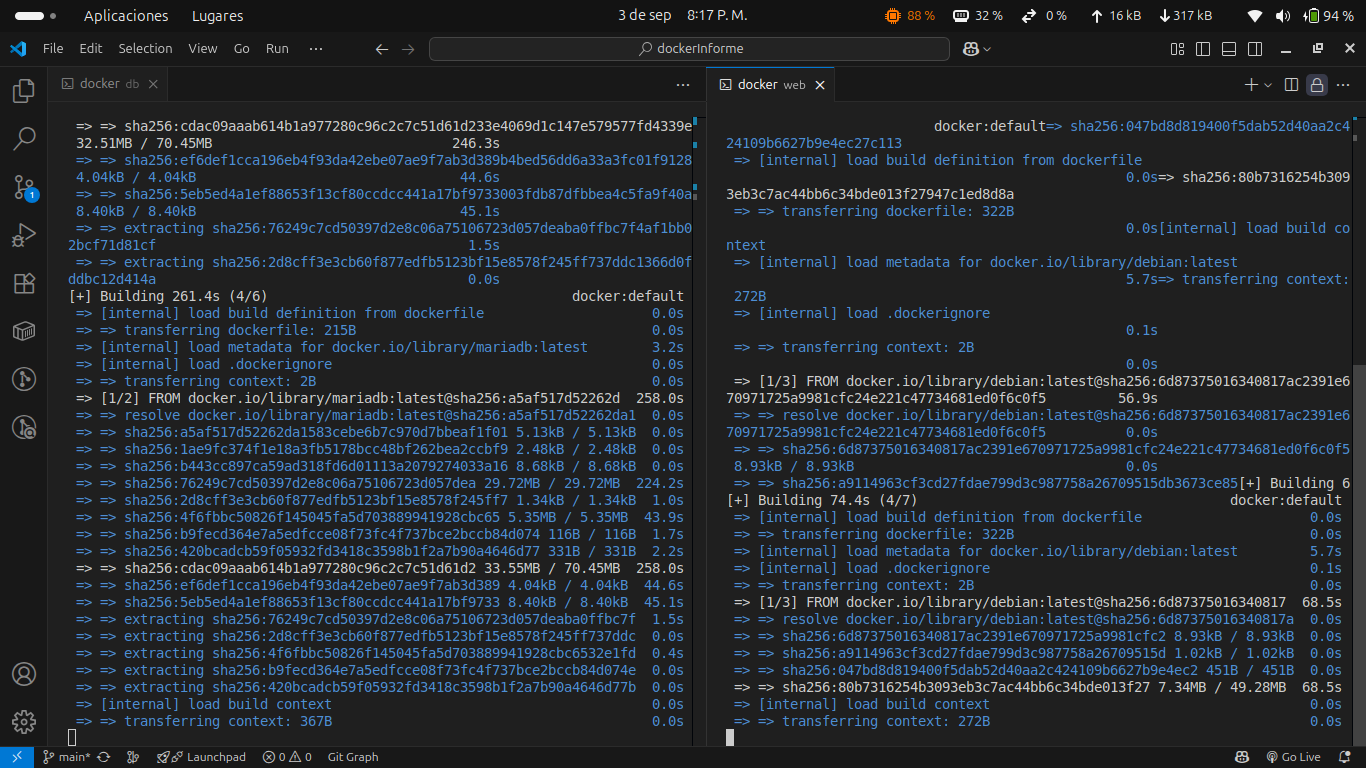 Aplicaciones Lugares 3 de sep 8:17 P. M. 88 % 32 % 0 % 16 kB 317 kB 94 %
File Edit Selection View Go Run ··· dockerInforme
docker db
=> => sha256:cdac09aaab614b1a977280c96c2c7c51d61d233e4069d1c147e579577fd4339e
32.51MB / 70.45MB 246.3s
=> => sha256:ef6def1cca196eb4f93da42ebe07ae9f7ab3d389b4bed56dd6a33a3fc01f9128
4.04kB / 4.04kB 44.6s
=> => sha256:5eb5ed4a1ef88653f13cf80ccdcc441a17bf9733003fdb87dfbbea4c5fa9f40a
8.40kB / 8.40kB 45.1s
=> => extracting sha256:76249c7cd50397d2e8c06a75106723d057deaba0ffbc7f4af1bb0
2bcf71d81cf 1.5s
=> => extracting sha256:2d8cff3e3cb60f877edfb5123bf15e8578f245ff737ddc1366d0f
ddbc12d414a 0.0s
[+] Building 261.4s (4/6) docker:default
=> [internal] load build definition from dockerfile 0.0s
=> => transferring dockerfile: 215B 0.0s
=> [internal] load metadata for docker.io/library/mariadb:latest 3.2s
=> [internal] load .dockerignore 0.0s
=> => transferring context: 2B 0.0s
=> [1/2] FROM docker.io/library/mariadb:latest@sha256:a5af517d52262d 258.0s
=> => resolve docker.io/library/mariadb:latest@sha256:a5af517d52262da1 0.0s
=> => sha256:a5af517d52262da1583cebe6b7c970d7bbeaf1f01 5.13kB / 5.13kB 0.0s
=> => sha256:1ae9fc374f1e18a3fb5178bcc48bf262bea2ccbf9 2.48kB / 2.48kB 0.0s
=> => sha256:b443cc897ca59ad318fd6d01113a2079274033a16 8.68kB / 8.68kB 0.0s
=> => sha256:76249c7cd50397d2e8c06a75106723d057dea 29.72MB / 29.72MB 224.2s
=> => sha256:2d8cff3e3cb60f877edfb5123bf15e8578f245ff7 1.34kB / 1.34kB 1.0s
=> => sha256:4f6fbbc50826f145045fa5d703889941928cbc65 5.35MB / 5.35MB 43.9s
=> => sha256:b9fecd364e7a5edfcce08f73fc4f737bce2bccb84d074 116B / 116B 1.7s
=> => sha256:420bcadcb59f05932fd3418c3598b1f2a7b90a4646d77 331B / 331B 2.2s
=> => sha256:cdac09aaab614b1a977280c96c2c7c51d61d2 33.55MB / 70.45MB 258.0s
=> => sha256:ef6def1cca196eb4f93da42ebe07ae9f7ab3d389 4.04kB / 4.04kB 44.6s
=> => sha256:5eb5ed4a1ef88653f13cf80ccdcc441a17bf9733 8.40kB / 8.40kB 45.1s
=> => extracting sha256:76249c7cd50397d2e8c06a75106723d057deaba0ffbc7f 1.5s
=> => extracting sha256:2d8cff3e3cb60f877edfb5123bf15e8578f245ff737ddc 0.0s
=> => extracting sha256:4f6fbbc50826f145045fa5d703889941928cbc6532e1fd 0.4s
=> => extracting sha256:b9fecd364e7a5edfcce08f73fc4f737bce2bccb84d074e 0.0s
=> => extracting sha256:420bcadcb59f05932fd3418c3598b1f2a7b90a4646d77b 0.0s
=> [internal] load build context 0.0s
=> => transferring context: 367B 0.0s
docker web
docker:default=> sha256:047bd8d819400f5dab52d40aa2c4
24109b6627b9e4ec27c113
=> [internal] load build definition from dockerfile
0.0s=> sha256:80b7316254b309
3eb3c7ac44bb6c34bde013f27947c1ed8d8a
=> => transferring dockerfile: 322B
0.0s[internal] load build co
ntext
=> [internal] load metadata for docker.io/library/debian:latest
5.7s=> transferring context:
272B
=> [internal] load .dockerignore
0.1s
=> => transferring context: 2B
0.0s
=> [1/3] FROM docker.io/library/debian:latest@sha256:6d87375016340817ac2391e6
70971725a9981cfc24e221c47734681ed0f6c0f5 56.9s
=> => resolve docker.io/library/debian:latest@sha256:6d87375016340817ac2391e6
70971725a9981cfc24e221c47734681ed0f6c0f5 0.0s
=> => sha256:6d87375016340817ac2391e670971725a9981cfc24e221c47734681ed0f6c0f5
8.93kB / 8.93kB 0.0s
=> => sha256:a9114963cf3cd27fdae799d3c987758a26709515db3673ce85[+] Building 6
[+] Building 74.4s (4/7) docker:default
=> [internal] load build definition from dockerfile 0.0s
=> => transferring dockerfile: 322B 0.0s
=> [internal] load metadata for docker.io/library/debian:latest 5.7s
=> [internal] load .dockerignore 0.1s
=> => transferring context: 2B 0.0s
=> [1/3] FROM docker.io/library/debian:latest@sha256:6d87375016340817 68.5s
=> => resolve docker.io/library/debian:latest@sha256:6d87375016340817a 0.0s
=> => sha256:6d87375016340817ac2391e670971725a9981cfc2 8.93kB / 8.93kB 0.0s
=> => sha256:a9114963cf3cd27fdae799d3c987758a26709515d 1.02kB / 1.02kB 0.0s
=> => sha256:047bd8d819400f5dab52d40aa2c424109b6627b9e4ec2 451B / 451B 0.0s
=> => sha256:80b7316254b3093eb3c7ac44bb6c34bde013f27 7.34MB / 49.28MB 68.5s
=> [internal] load build context 0.0s
=> => transferring context: 272B 0.0s
1
main* Launchpad 0 0 Git Graph Go Live